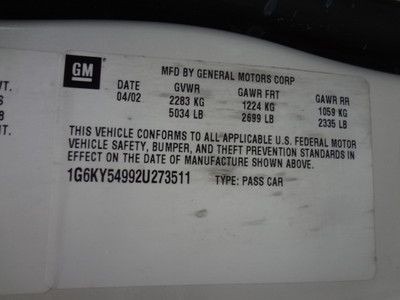 GM
MFD BY GENERAL MOTORS CORP
DATE GVWR GAWR FRT GAWR RR
04/02 2283 KG 1224 KG 1059 KG
5034 LB 2699 LB 2335 LB
THIS VEHICLE CONFORMS TO ALL APPLICABLE U.S. FEDERAL MOTOR
VEHICLE SAFETY, BUMPER, AND THEFT PREVENTION STANDARDS IN
EFFECT ON THE DATE OF MANUFACTURE SHOWN ABOVE.
1G6KY54992U273511 TYPE: PASS CAR